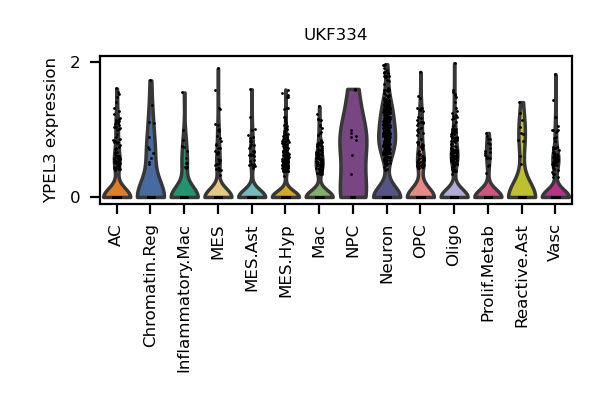 UKF334
YPEL3 expression
2
0
AC
Chromatin.Reg
Inflammatory.Mac
MES
MES.Ast
MES.Hyp
Mac
NPC
Neuron
OPC
Oligo
Prolif.Metab
Reactive.Ast
Vasc